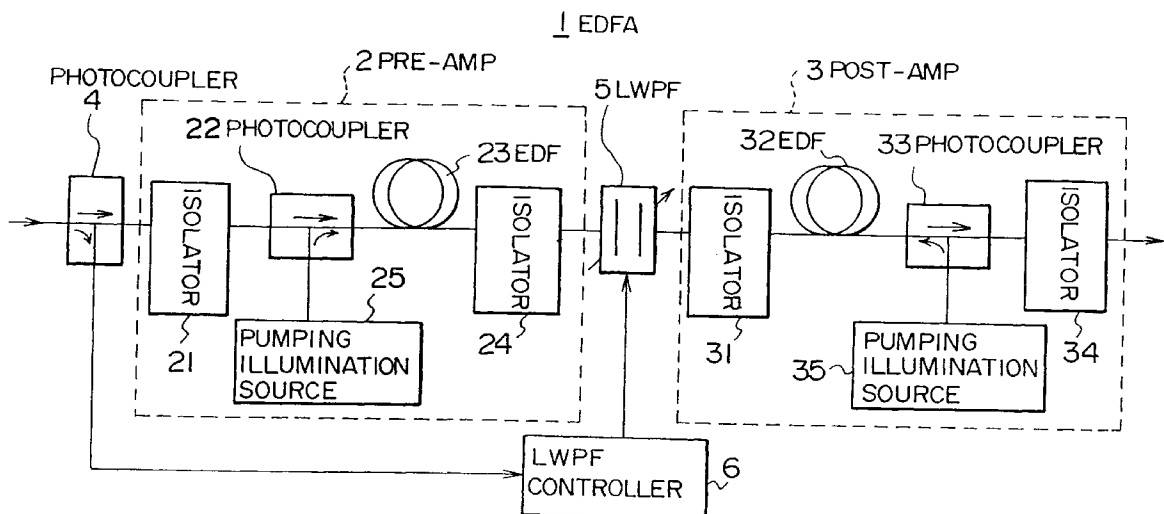 1 EDFA
2 PRE-AMP
3 POST-AMP
PHOTOCOUPLER
4
5 LWPF
22 PHOTOCOUPLER
23 EDF
32 EDF
33 PHOTOCOUPLER
ISOLATOR
21
ISOLATOR
24
ISOLATOR
31
ISOLATOR
34
25
PUMPING
ILLUMINATION
SOURCE
35
PUMPING
ILLUMINATION
SOURCE
LWPF
CONTROLLER
6